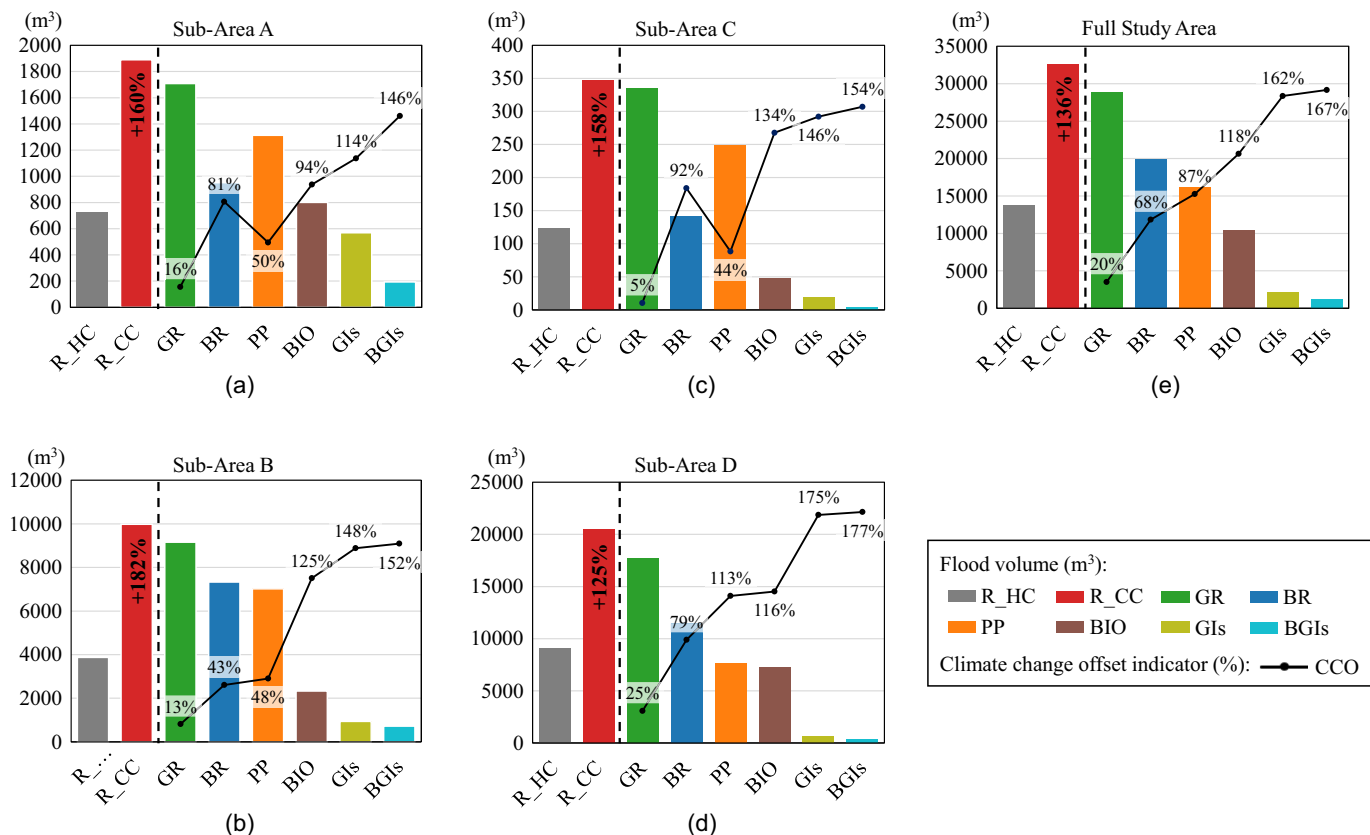 (m³)
Sub-Area A
2000
1800
1600
1400
1200
1000
800
600
400
200
0
+160%
16%
81%
50%
94%
114%
146%
R_HC
R_CC
GR
BR
PP
BIO
GIs
BGIs
(a)
(m³)
Sub-Area C
400
350
300
250
200
150
100
50
0
+158%
5%
92%
44%
134%
146%
154%
R_HC
R_CC
GR
BR
PP
BIO
GIs
BGIs
(c)
(m³)
Full Study Area
35000
30000
25000
20000
15000
10000
5000
0
+136%
20%
68%
87%
118%
162%
167%
R_HC
R_CC
GR
BR
PP
BIO
GIs
BGIs
(e)
(m³)
Sub-Area B
12000
10000
8000
6000
4000
2000
0
+182%
13%
43%
48%
125%
148%
152%
R_…
R_CC
GR
BR
PP
BIO
GIs
BGIs
(b)
(m³)
Sub-Area D
25000
20000
15000
10000
5000
0
+125%
25%
79%
113%
116%
175%
177%
R_HC
R_CC
GR
BR
PP
BIO
GIs
BGIs
(d)
Flood volume (m³):
R_HC R_CC GR BR
PP BIO GIs BGIs
Climate change offset indicator (%): CCO